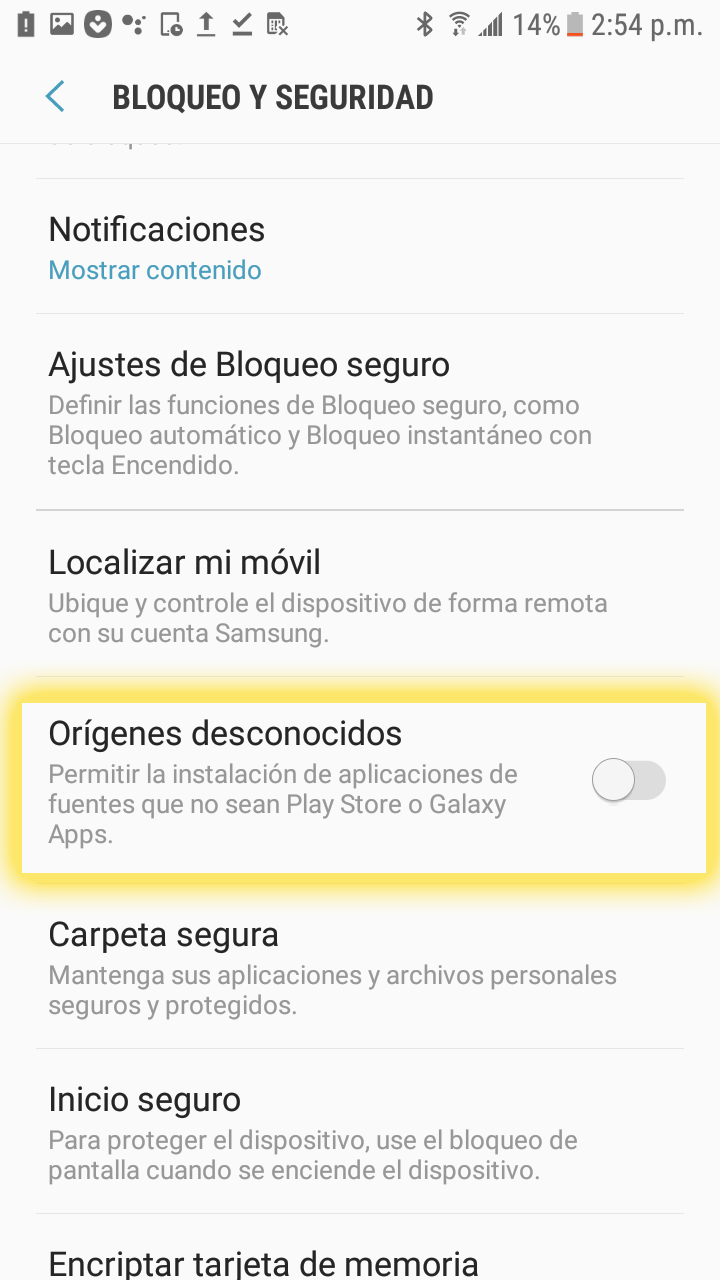 14% 2:54 p.m.
BLOQUEO Y SEGURIDAD
Notificaciones
Mostrar contenido
Ajustes de Bloqueo seguro
Definir las funciones de Bloqueo seguro, como
Bloqueo automático y Bloqueo instantáneo con
tecla Encendido.
Localizar mi móvil
Ubique y controle el dispositivo de forma remota
con su cuenta Samsung.
Orígenes desconocidos
Permitir la instalación de aplicaciones de
fuentes que no sean Play Store o Galaxy
Apps.
Carpeta segura
Mantenga sus aplicaciones y archivos personales
seguros y protegidos.
Inicio seguro
Para proteger el dispositivo, use el bloqueo de
pantalla cuando se enciende el dispositivo.
Encriptar tarjeta de memoria